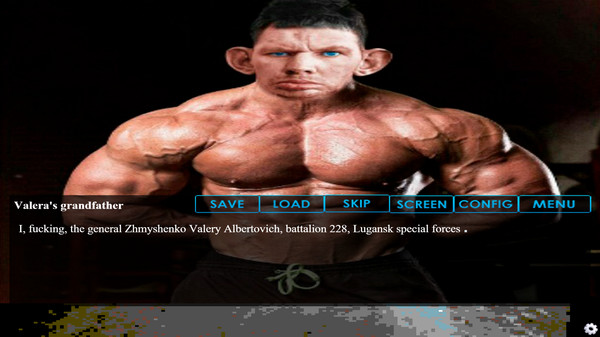 Valera's grandfather
SAVE LOAD SKIP SCREEN CONFIG MENU
I, fucking, the general Zhmyshenko Valery Albertovich, battalion 228, Lugansk special forces .